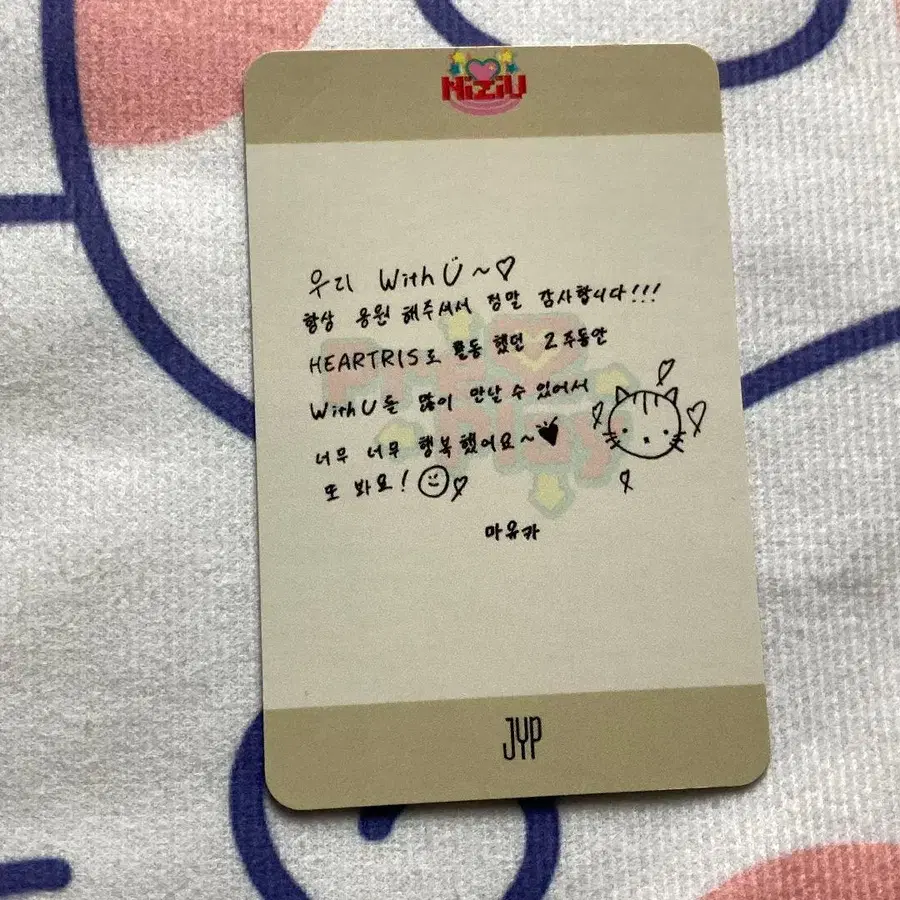 NiziU
우리 WithU~♡
항상 응원 해주셔서 정말 감사합니다!!!
HEARTRIS로 활동 했던 2주동안
WithU들 많이 만날 수 있어서
너무 너무 행복했어요~♥
또 봐요! ☺♡
마유카
Press Play
JYP